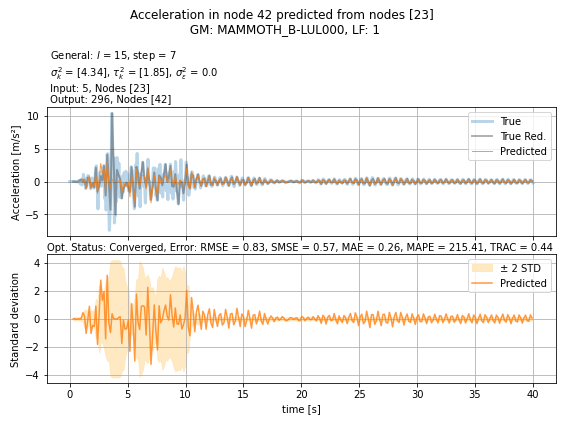 Acceleration in node 42 predicted from nodes [23]
GM: MAMMOTH_B-LUL000, LF: 1
General: l = 15, step = 7
σ²ₖ = [4.34], τ²ₖ = [1.85], σ²ε = 0.0
Input: 5, Nodes [23]
Output: 296, Nodes [42]
Acceleration [m/s²]
10
5
0
−5
True
True Red.
Predicted
Opt. Status: Converged, Error: RMSE = 0.83, SMSE = 0.57, MAE = 0.26, MAPE = 215.41, TRAC = 0.44
Standard deviation
4
2
0
−2
−4
± 2 STD
Predicted
0 5 10 15 20 25 30 35 40
time [s]